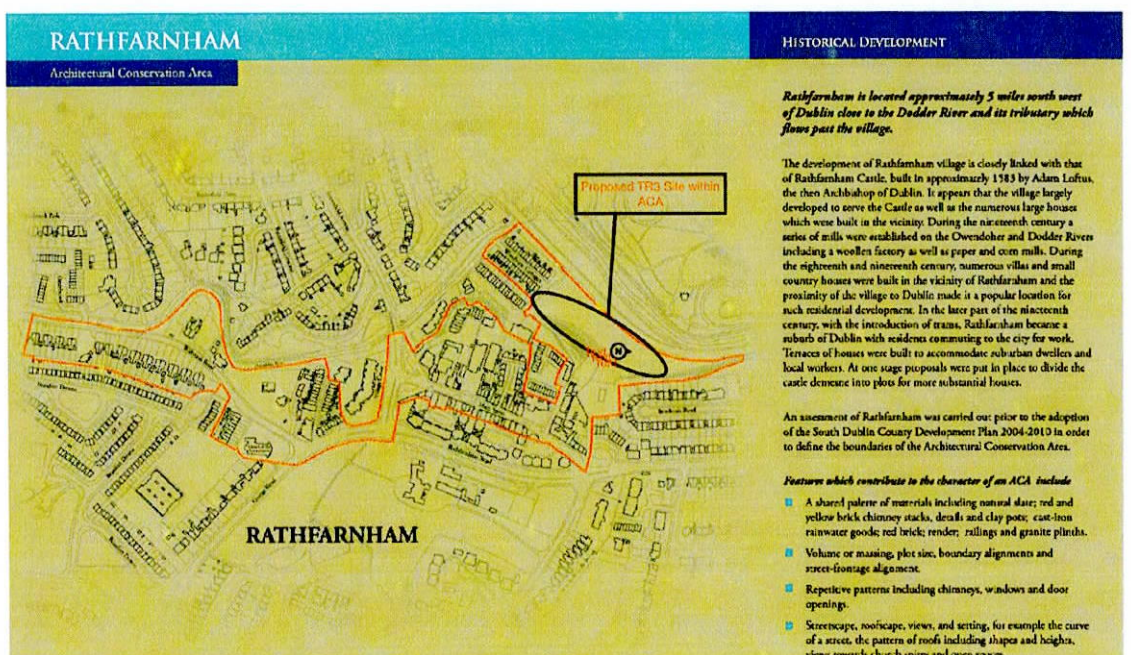 RATHFARNHAM
Architectural Conservation Area
Proposed TR3 Site within
ACA
RATHFARNHAM
HISTORICAL DEVELOPMENT
Rathfarnham is located approximately 5 miles south west
of Dublin close to the Dodder River and its tributary which
flows past the village.
The development of Rathfarnham village is closely linked with that
of Rathfarnham Castle, built in approximately 1583 by Adam Loftus,
the then Archbishop of Dublin. It appears that the village largely
developed to serve the Castle as well as the numerous large houses
which were built in the vicinity. During the nineteenth century a
series of mills were established on the Owendoher and Dodder Rivers
including a woollen factory as well as paper and corn mills. During
the eighteenth and nineteenth century, numerous villas and small
country houses were built in the vicinity of Rathfarnham and the
proximity of the village to Dublin made it a popular location for
such residential development. In the later part of the nineteenth
century, with the introduction of trams, Rathfarnham became a
suburb of Dublin with residents commuting to the city for work.
Terraces of houses were built to accommodate suburban dwellers and
local workers. At one stage proposals were put in place to divide the
castle demesne into plots for more substantial houses.
An assessment of Rathfarnham was carried out prior to the adoption
of the South Dublin County Development Plan 2004-2010 in order
to define the boundaries of the Architectural Conservation Area.
Features which contribute to the character of an ACA include
A shared palette of materials including natural slate; red and
yellow brick chimney stacks, details and clay pots; cast-iron
rainwater goods; red brick; render; railings and granite plinths.
Volume or massing, plot size, boundary alignments and
street-frontage alignment.
Repetitive patterns including chimneys, windows and door
openings.
Streetscape, roofscape, views, and setting, for example the curve
of a street, the pattern of roofs including shapes and heights,
views towards church spires and open spaces.